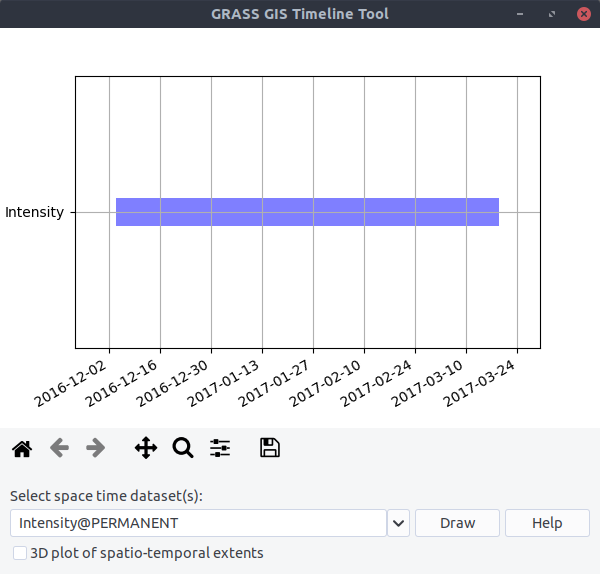 GRASS GIS Timeline Tool
Intensity
2016-12-02
2016-12-16
2016-12-30
2017-01-13
2017-01-27
2017-02-10
2017-02-24
2017-03-10
2017-03-24
Select space time dataset(s):
Intensity@PERMANENT
Draw
Help
3D plot of spatio-temporal extents